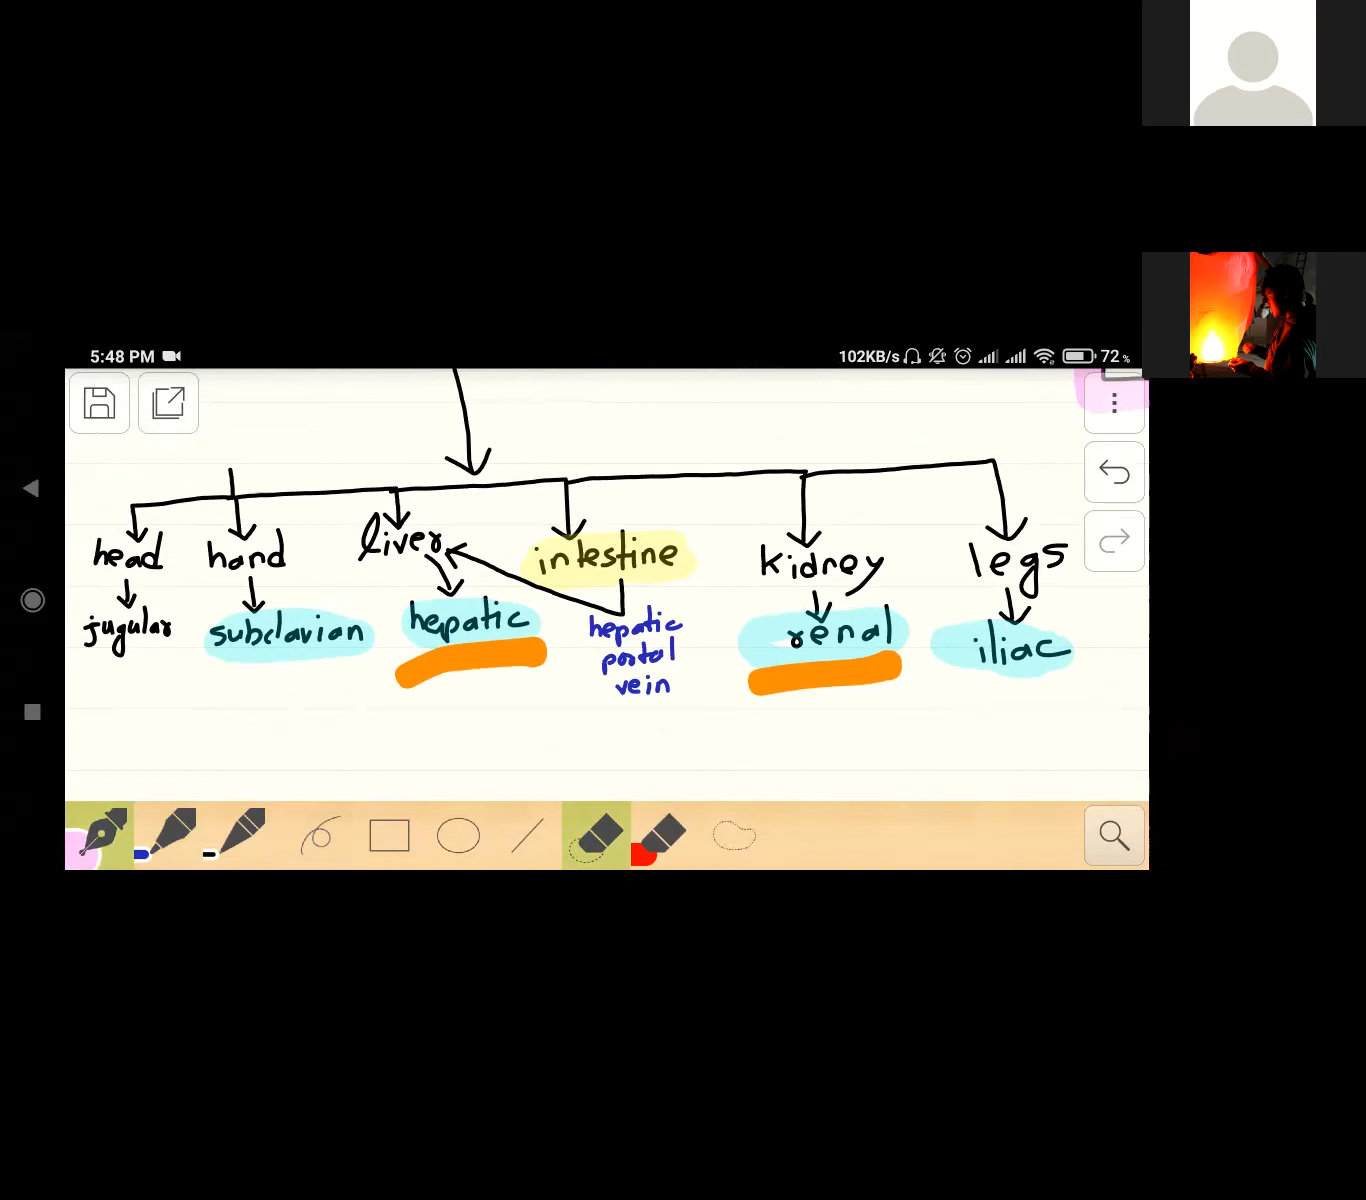 5:48 PM
102KB/s
72%
head
hand
liver
intestine
kidney
legs
jugular
subclavian
hepatic
hepatic
portal
vein
renal
iliac